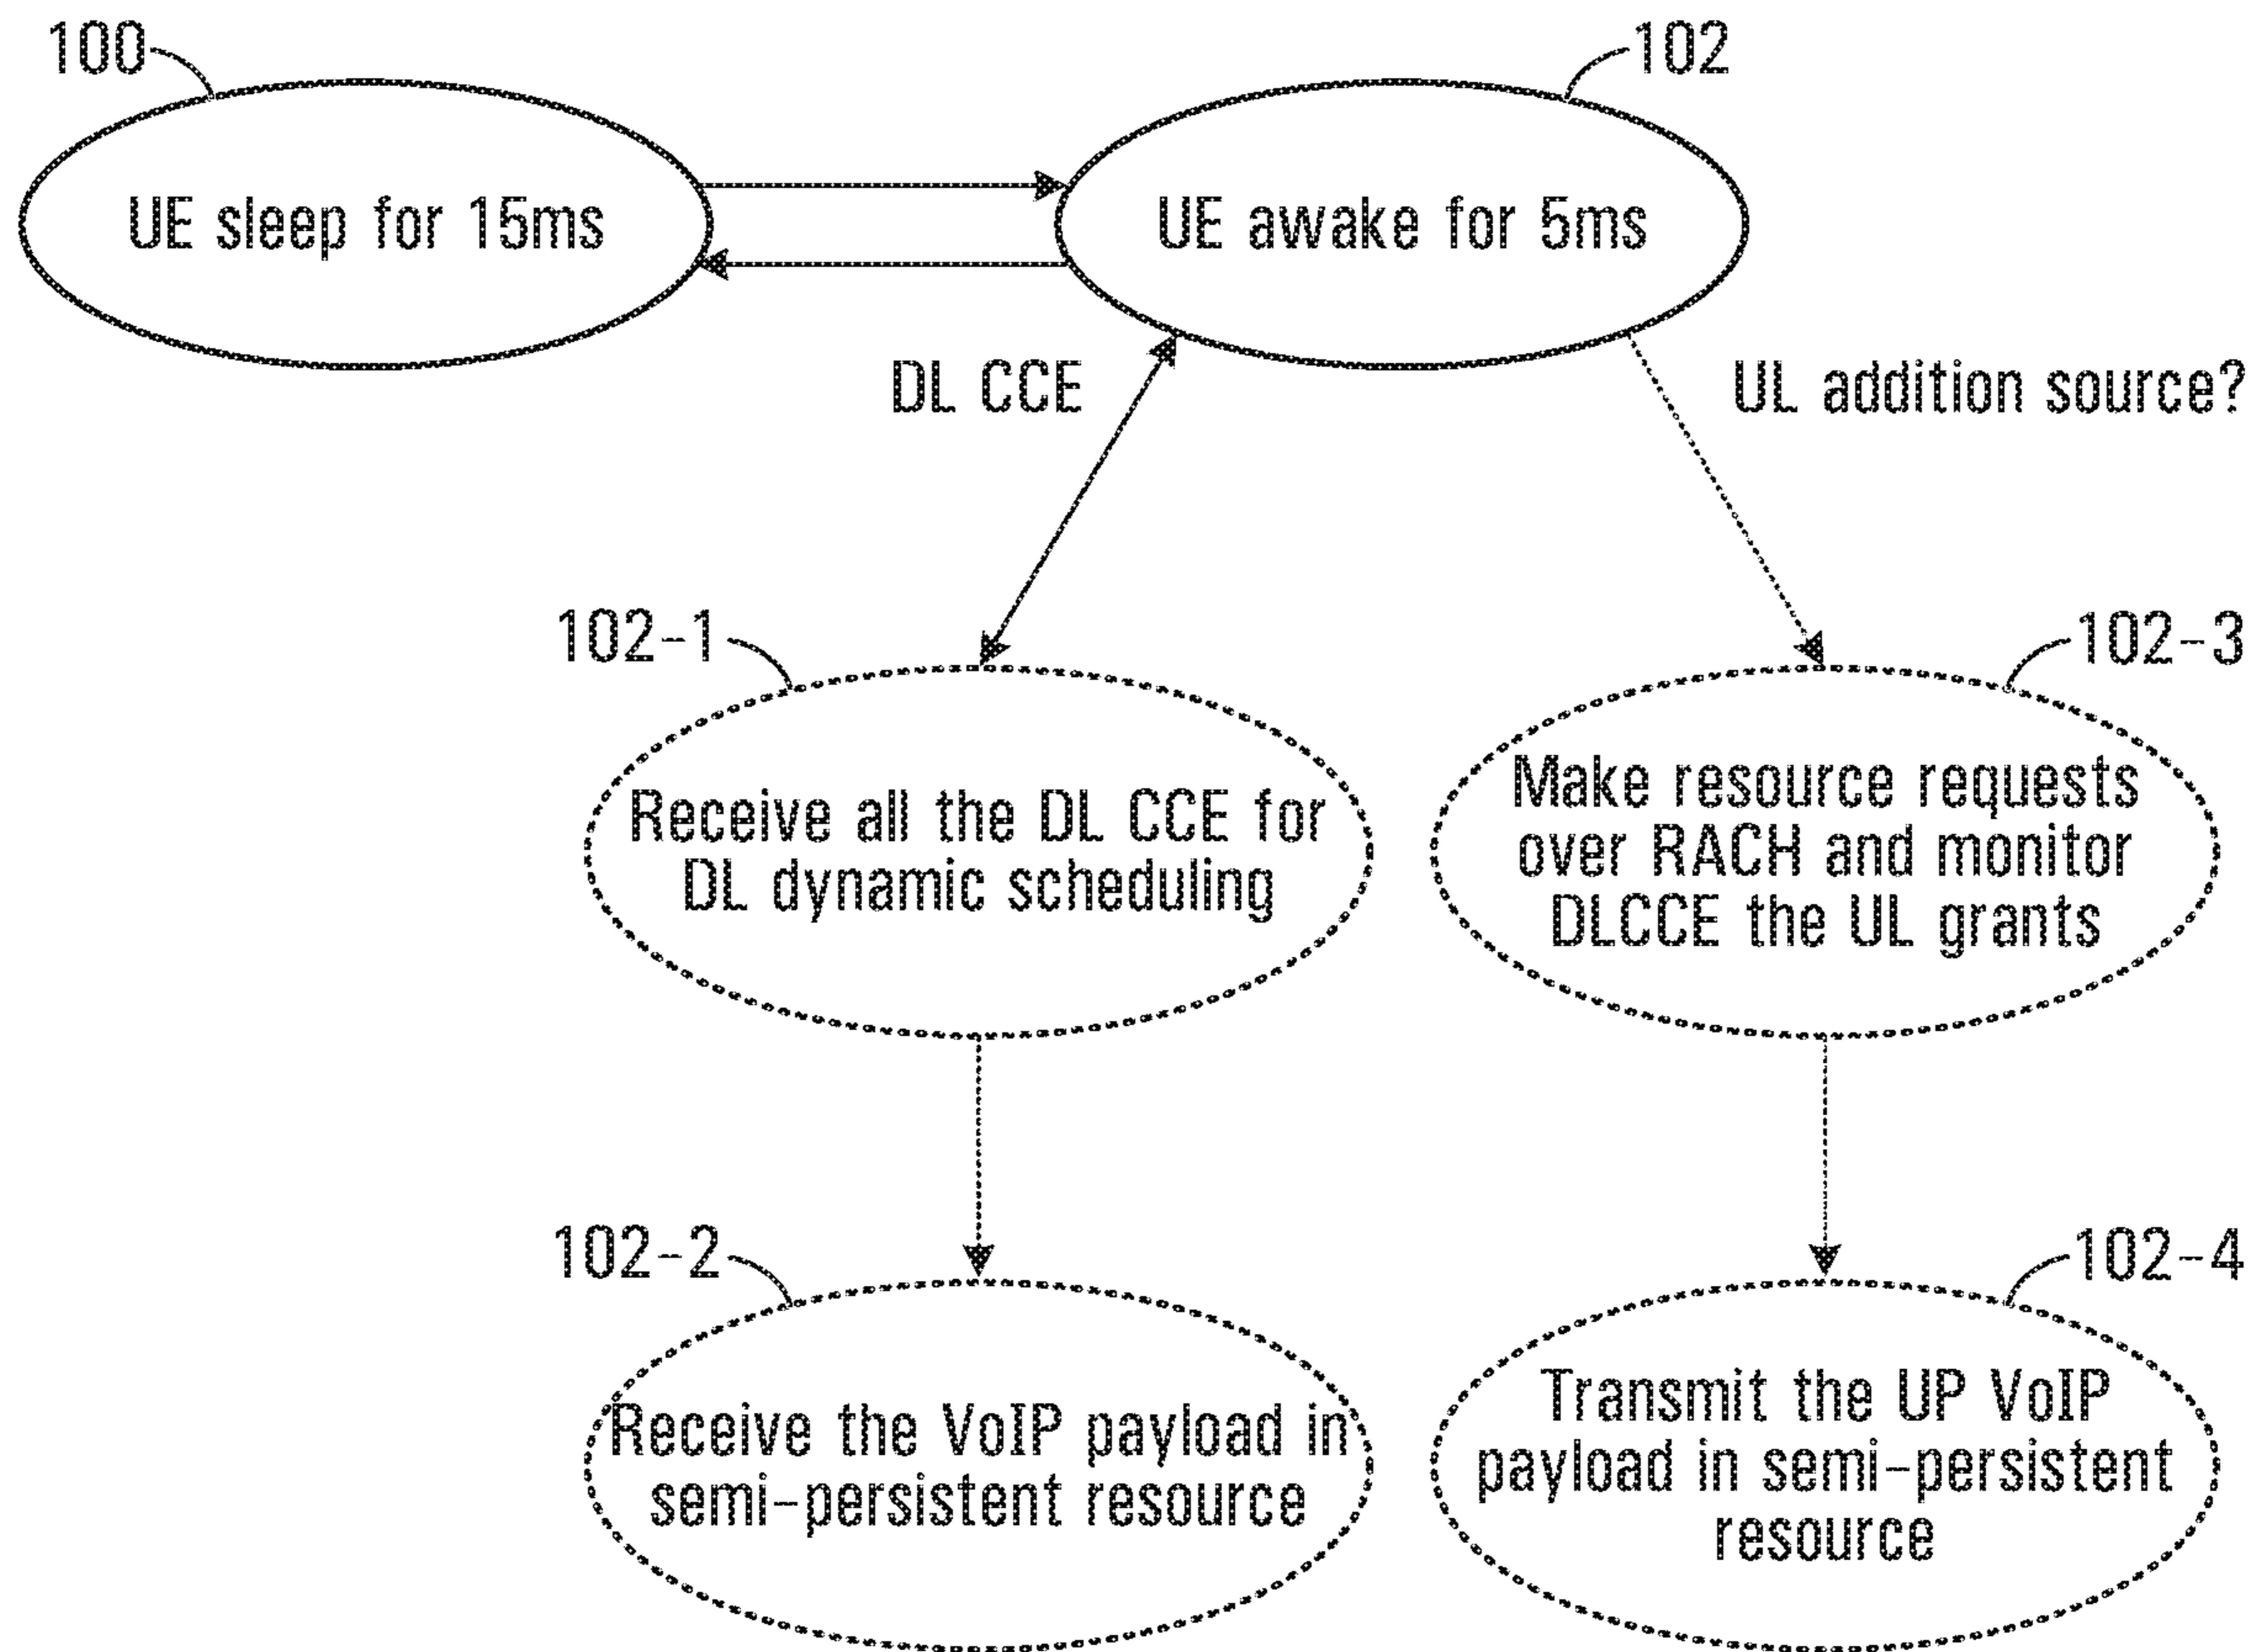 100
102
UE sleep for 15ms
UE awake for 5ms
DL CCE
UL addition source?
102-1
102-3
Receive all the DL CCE for
DL dynamic scheduling
Make resource requests
over RACH and monitor
DLCCE the UL grants
102-2
102-4
Receive the VoIP payload in
semi-persistent resource
Transmit the UP VoIP
payload in semi-persistent
resource